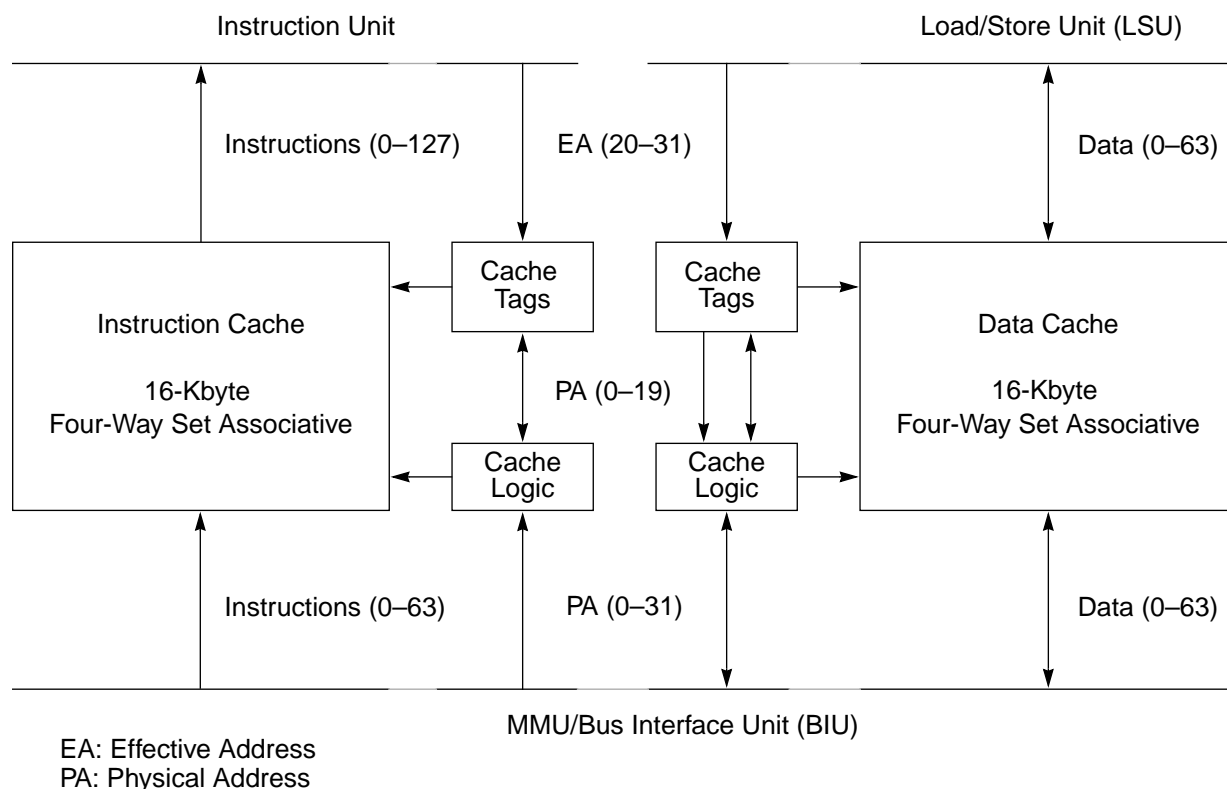 Instruction Unit
Load/Store Unit (LSU)
Instructions (0–127)
EA (20–31)
Data (0–63)
Cache
Tags
Cache
Tags
Instruction Cache
16-Kbyte
Four-Way Set Associative
PA (0–19)
Data Cache
16-Kbyte
Four-Way Set Associative
Cache
Logic
Cache
Logic
Instructions (0–63)
PA (0–31)
Data (0–63)
MMU/Bus Interface Unit (BIU)
EA: Effective Address
PA: Physical Address